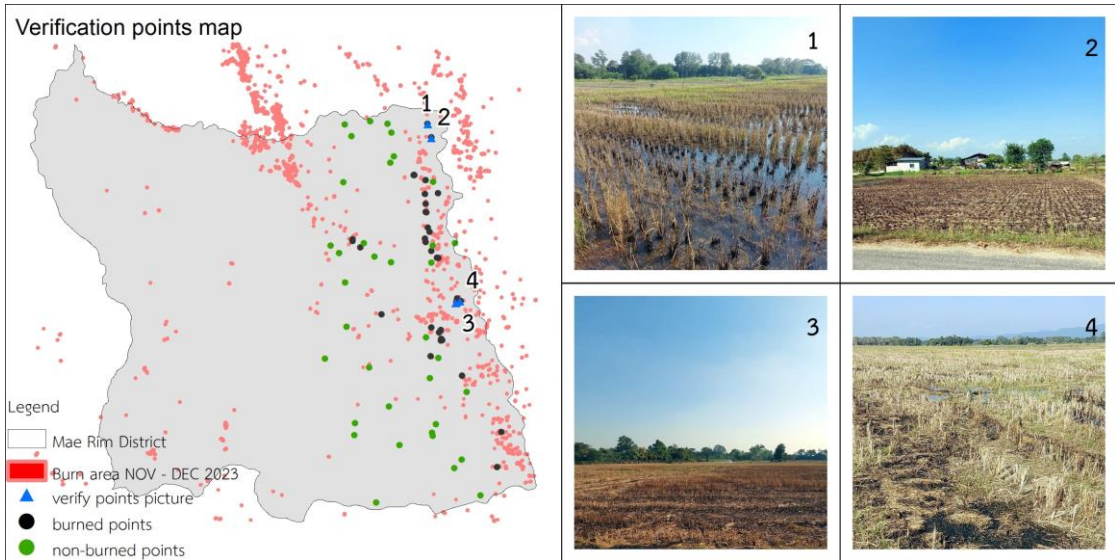 Verification points map
1
2
4
3
Legend
Mae Rim District
Burn area NOV - DEC 2023
verify points picture
burned points
non-burned points
1
2
3
4